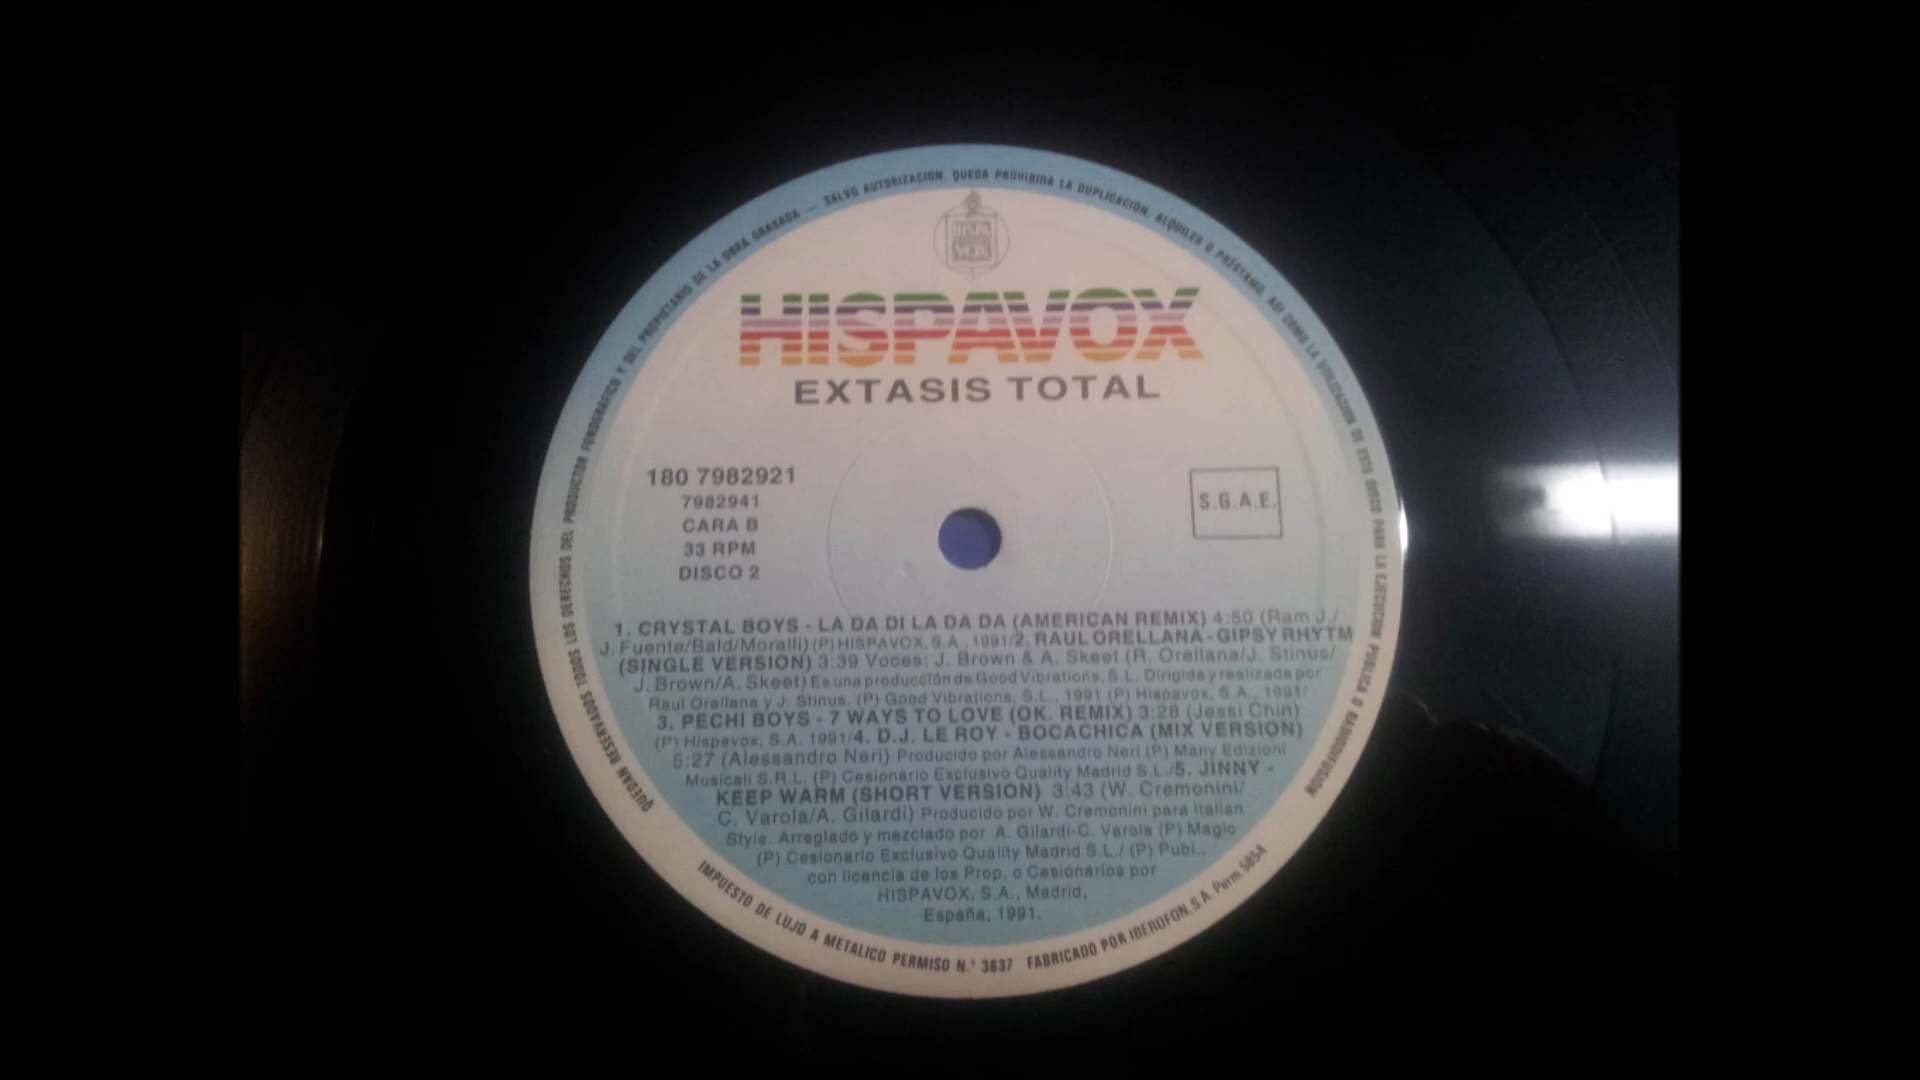 QUEDAN RESERVADOS TODOS LOS DERECHOS DEL PRODUCTOR FONOGRAFICO Y DEL PROPIETARIO DE LA OBRA GRABADA – SALVO AUTORIZACION, QUEDA PROHIBIDA LA DUPLICACION, ALQUILER O PRESTAMO, ASI COMO LA UTILIZACION DE ESTE DISCO PARA LA EJECUCION PUBLICA O RADIODIFUSION
HISPA
VOX
HISPAVOX
EXTASIS TOTAL
180 7982921
7982941
CARA B
33 RPM
DISCO 2
S.G.A.E.
1. CRYSTAL BOYS - LA DA DI LA DA DA (AMERICAN REMIX) 4:50 (Ram J./
J. Fuente/Bald/Moralli) (P) HISPAVOX, S.A., 1991/2. RAUL ORELLANA - GIPSY RHYTM
(SINGLE VERSION) 3:39 Voces: J. Brown & A. Skeet (R. Orellana/J. Stinus/
J. Brown/A. Skeet) Es una producción de Good Vibrations, S.L. Dirigida y realizada por
Raul Orellana y J. Stinus. (P) Good Vibrations, S.L., 1991 (P) Hispavox, S.A., 1991/
3. PECHI BOYS - 7 WAYS TO LOVE (OK. REMIX) 3:28 (Jessi Chin)
(P) Hispavox, S.A. 1991/4. D.J. LE ROY - BOCACHICA (MIX VERSION)
5:27 (Alessandro Neri) Producido por Alessandro Neri (P) Many Edizioni
Musicali S.R.L. (P) Cesionario Exclusivo Quality Madrid S.L./5. JINNY -
KEEP WARM (SHORT VERSION) 3:43 (W. Cremonini/
C. Varola/A. Gilardi) Producido por W. Cremonini para Italian
Style. Arreglado y mezclado por A. Gilardi-C. Varola (P) Magic
(P) Cesionario Exclusivo Quality Madrid S.L./ (P) Publ.,
con licencia de los Prop. o Cesionarios por
HISPAVOX, S.A., Madrid,
España, 1991.
IMPUESTO DE LUJO A METALICO PERMISO N.° 3637 FABRICADO POR IBEROFON, S.A. Perm. 5854